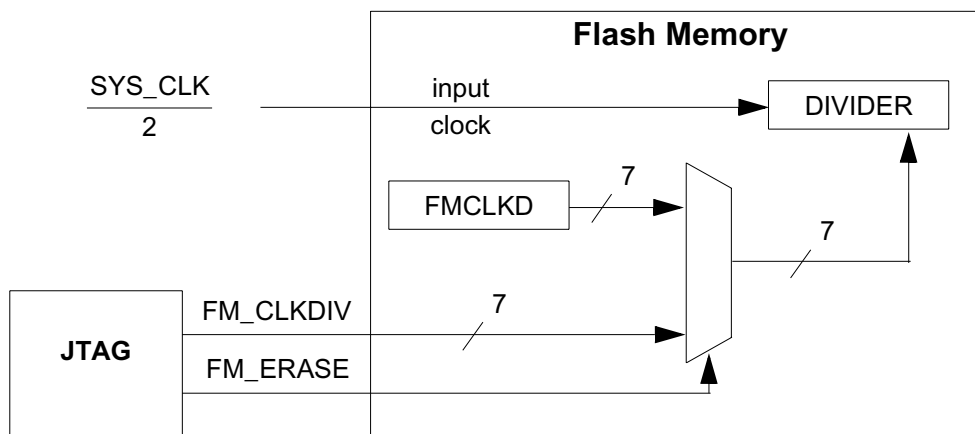 Flash Memory
SYS_CLK
2
input
clock
DIVIDER
7
FMCLKD
7
FM_CLKDIV
7
JTAG
FM_ERASE